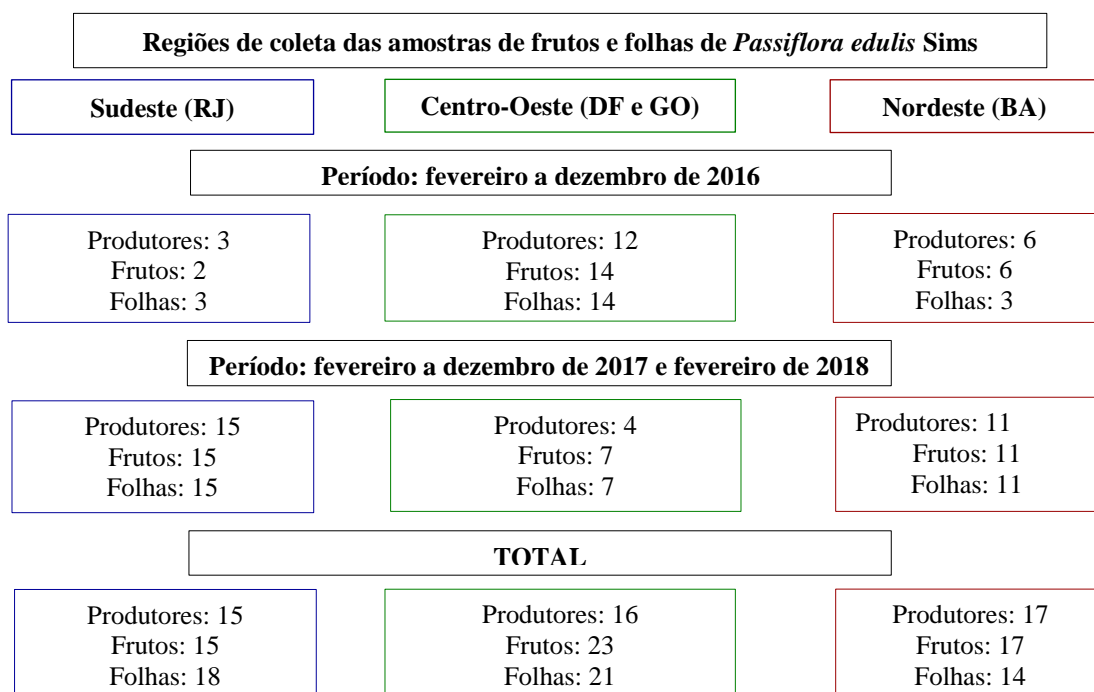 Regiões de coleta das amostras de frutos e folhas de Passiflora edulis Sims
Sudeste (RJ)
Centro-Oeste (DF e GO)
Nordeste (BA)
Período: fevereiro a dezembro de 2016
Produtores: 3
Frutos: 2
Folhas: 3
Produtores: 12
Frutos: 14
Folhas: 14
Produtores: 6
Frutos: 6
Folhas: 3
Período: fevereiro a dezembro de 2017 e fevereiro de 2018
Produtores: 15
Frutos: 15
Folhas: 15
Produtores: 4
Frutos: 7
Folhas: 7
Produtores: 11
Frutos: 11
Folhas: 11
TOTAL
Produtores: 15
Frutos: 15
Folhas: 18
Produtores: 16
Frutos: 23
Folhas: 21
Produtores: 17
Frutos: 17
Folhas: 14